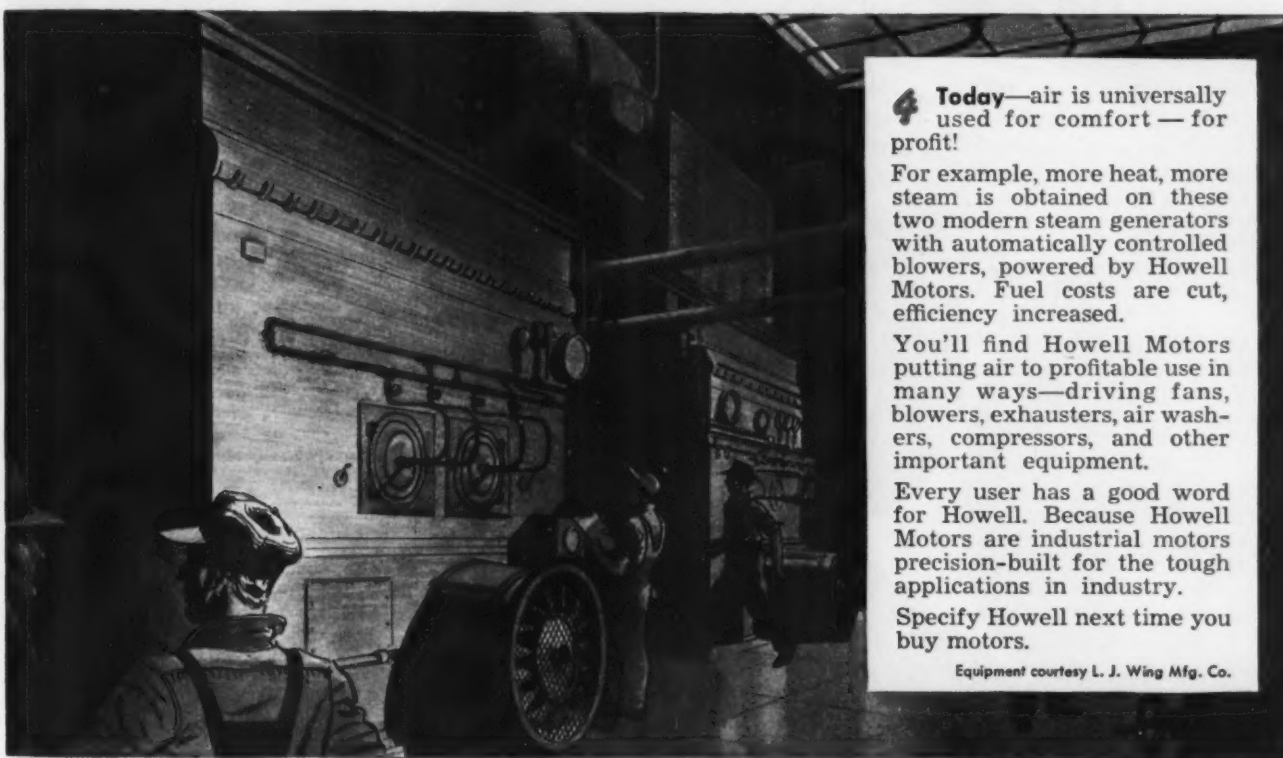 4 Today—air is universally
used for comfort — for
profit!
For example, more heat, more
steam is obtained on these
two modern steam generators
with automatically controlled
blowers, powered by Howell
Motors. Fuel costs are cut,
efficiency increased.
You'll find Howell Motors
putting air to profitable use in
many ways—driving fans,
blowers, exhausters, air wash-
ers, compressors, and other
important equipment.
Every user has a good word
for Howell. Because Howell
Motors are industrial motors
precision-built for the tough
applications in industry.
Specify Howell next time you
buy motors.
Equipment courtesy L. J. Wing Mfg. Co.